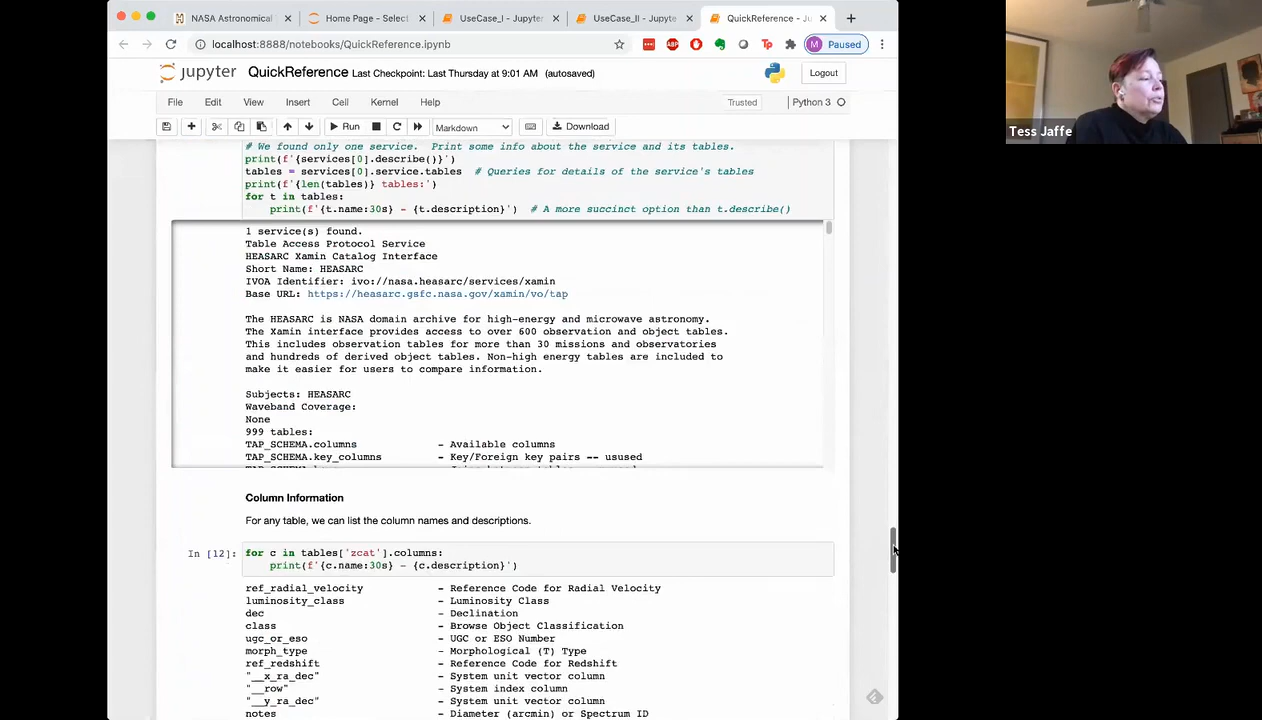 NASA Astronomical
Home Page - Select
UseCase_I - Jupyter
UseCase_II - Jupyte
QuickReference - Ju
localhost:8888/notebooks/QuickReference.ipynb
ABP
Tp
M Paused
jupyter QuickReference Last Checkpoint: Last Thursday at 9:01 AM (autosaved)
Logout
File Edit View Insert Cell Kernel Help
Trusted
Python 3
Run
Markdown
Download
# We found only one service. Print some info about the service and its tables.
print(f'{services[0].describe()}')
tables = services[0].service.tables # Queries for details of the service's tables
print(f'{len(tables)} tables:')
for t in tables:
print(f'{t.name:30s} - {t.description}') # A more succinct option than t.describe()
1 service(s) found.
Table Access Protocol Service
HEASARC Xamin Catalog Interface
Short Name: HEASARC
IVOA Identifier: ivo://nasa.heasarc/services/xamin
Base URL: https://heasarc.gsfc.nasa.gov/xamin/vo/tap
The HEASARC is NASA domain archive for high-energy and microwave astronomy.
The Xamin interface provides access to over 600 observation and object tables.
This includes observation tables for more than 30 missions and observatories
and hundreds of derived object tables. Non-high energy tables are included to
make it easier for users to compare information.
Subjects: HEASARC
Waveband Coverage:
None
999 tables:
TAP_SCHEMA.columns - Available columns
TAP_SCHEMA.key_columns - Key/Foreign key pairs -- usused
Column Information
For any table, we can list the column names and descriptions.
In [12]: for c in tables['zcat'].columns:
print(f'{c.name:30s} - {c.description}')
ref_radial_velocity - Reference Code for Radial Velocity
luminosity_class - Luminosity Class
dec - Declination
class - Browse Object Classification
ugc_or_eso - UGC or ESO Number
morph_type - Morphological (T) Type
ref_redshift - Reference Code for Redshift
"__x_ra_dec" - System unit vector column
"__row" - System index column
"__y_ra_dec" - System unit vector column
notes - Diameter (arcmin) or Spectrum ID
Tess Jaffe